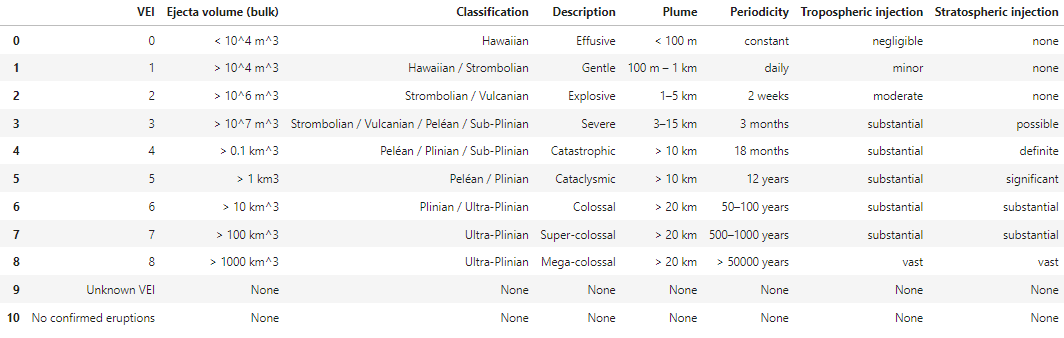 VEI Ejecta volume (bulk) Classification Description Plume Periodicity Tropospheric injection Stratospheric injection
0 0 < 10^4 m^3 Hawaiian Effusive < 100 m constant negligible none
1 1 > 10^4 m^3 Hawaiian / Strombolian Gentle 100 m – 1 km daily minor none
2 2 > 10^6 m^3 Strombolian / Vulcanian Explosive 1–5 km 2 weeks moderate none
3 3 > 10^7 m^3 Strombolian / Vulcanian / Peléan / Sub-Plinian Severe 3–15 km 3 months substantial possible
4 4 > 0.1 km^3 Peléan / Plinian / Sub-Plinian Catastrophic > 10 km 18 months substantial definite
5 5 > 1 km3 Peléan / Plinian Cataclysmic > 10 km 12 years substantial significant
6 6 > 10 km^3 Plinian / Ultra-Plinian Colossal > 20 km 50–100 years substantial substantial
7 7 > 100 km^3 Ultra-Plinian Super-colossal > 20 km 500–1000 years substantial substantial
8 8 > 1000 km^3 Ultra-Plinian Mega-colossal > 20 km > 50000 years vast vast
9 Unknown VEI None None None None None None None
10 No confirmed eruptions None None None None None None None